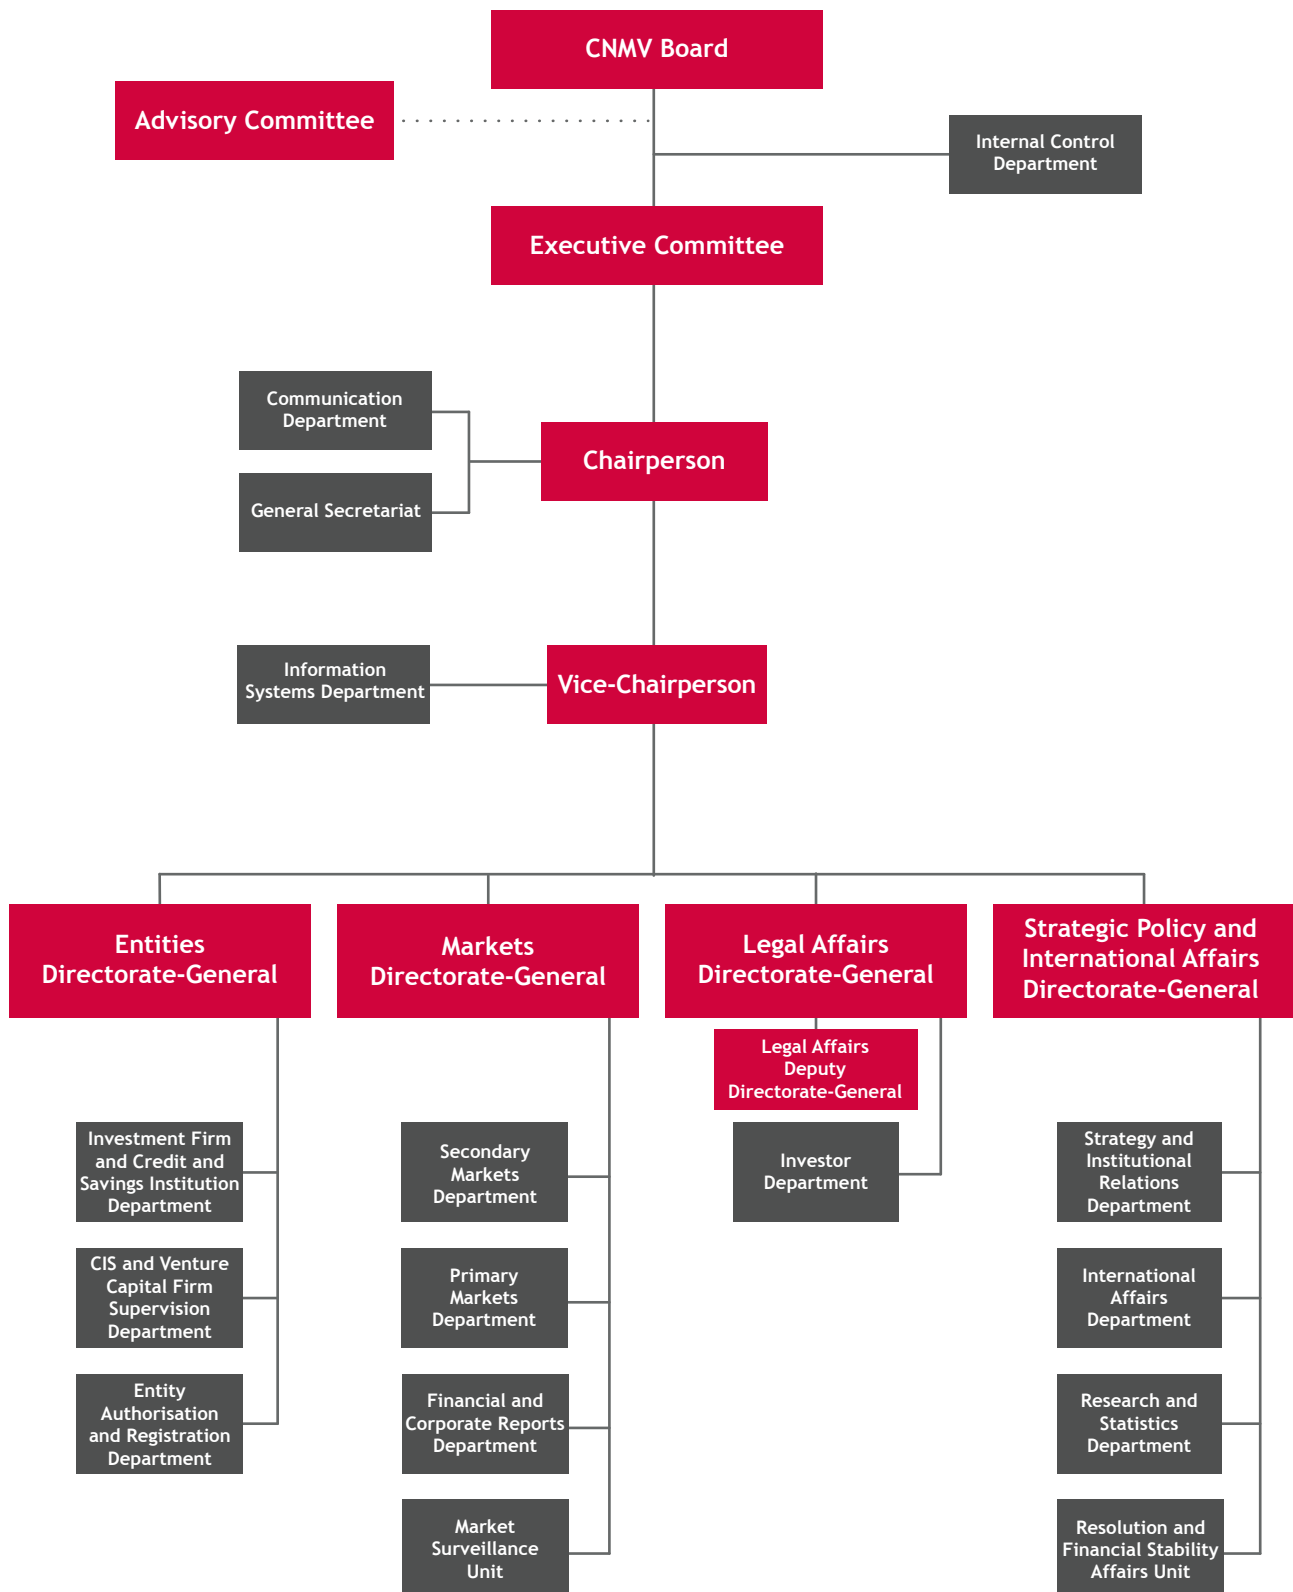 CNMV Board
Advisory Committee
Internal Control
Department
Executive Committee
Communication
Department
Chairperson
General Secretariat
Information
Systems Department
Vice-Chairperson
Entities
Directorate-General
Markets
Directorate-General
Legal Affairs
Directorate-General
Strategic Policy and
International Affairs
Directorate-General
Legal Affairs
Deputy
Directorate-General
Investment Firm
and Credit and
Savings Institution
Department
Secondary
Markets
Department
Investor
Department
Strategy and
Institutional
Relations
Department
CIS and Venture
Capital Firm
Supervision
Department
Primary
Markets
Department
International
Affairs
Department
Entity
Authorisation
and Registration
Department
Financial and
Corporate Reports
Department
Research and
Statistics
Department
Market
Surveillance
Unit
Resolution and
Financial Stability
Affairs Unit